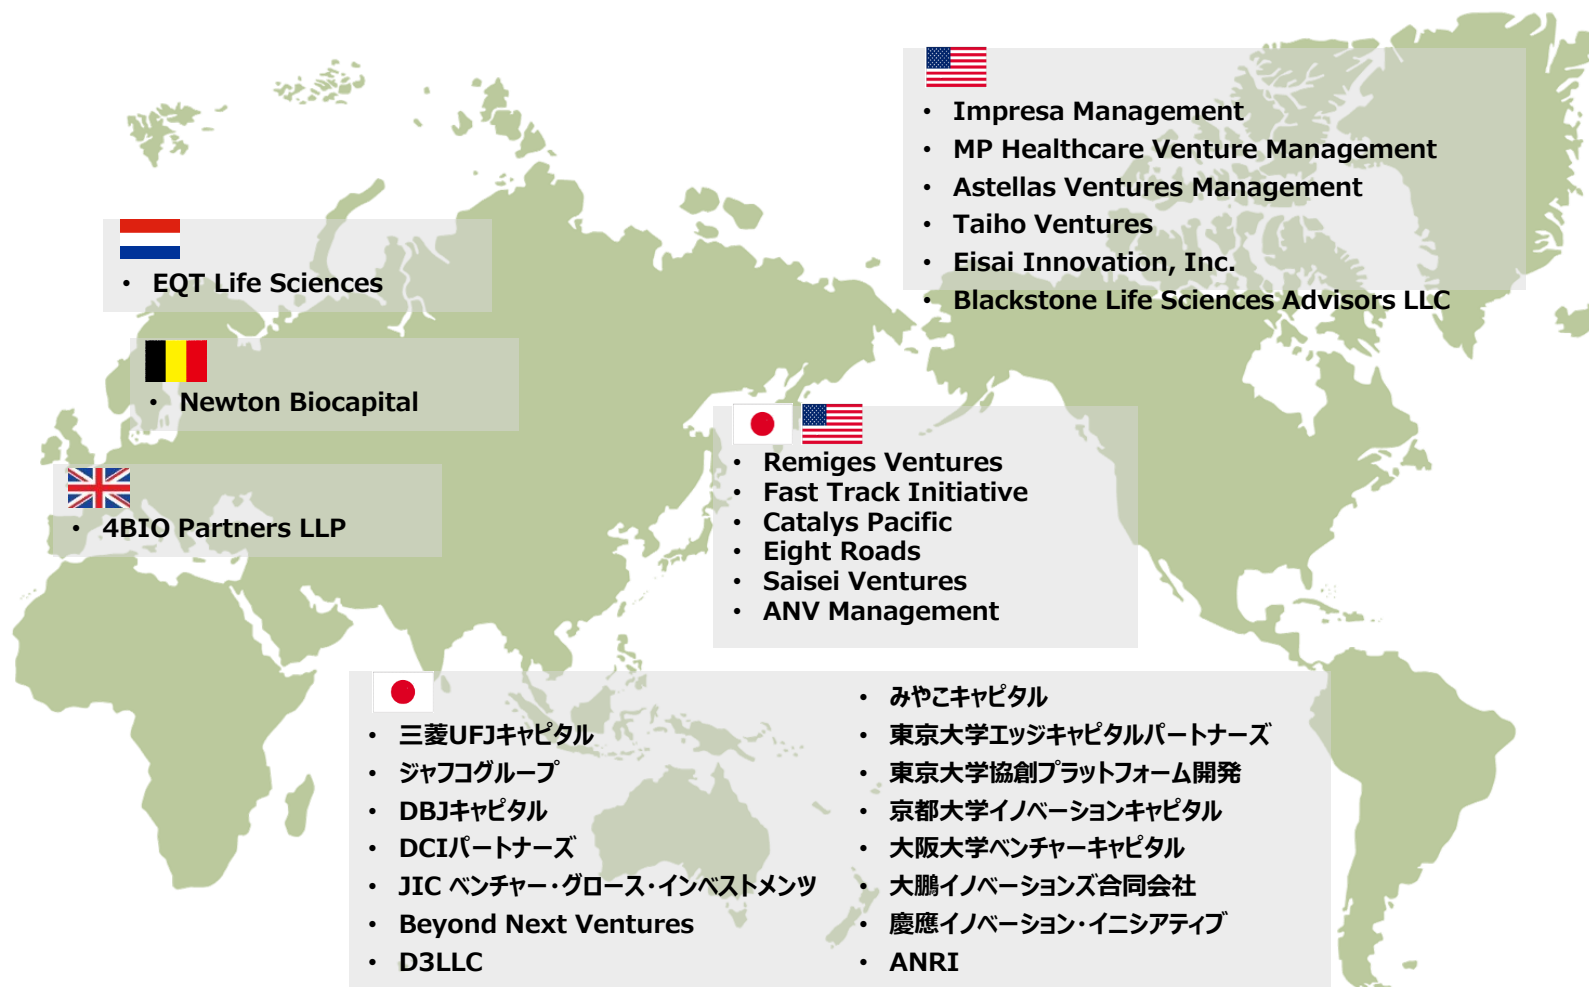 • Impresa Management
• MP Healthcare Venture Management
• Astellas Ventures Management
• Taiho Ventures
• Eisai Innovation, Inc.
• Blackstone Life Sciences Advisors LLC
• EQT Life Sciences
• Newton Biocapital
• 4BIO Partners LLP
• Remiges Ventures
• Fast Track Initiative
• Catalys Pacific
• Eight Roads
• Saisei Ventures
• ANV Management
• 三菱UFJキャピタル
• ジャフコグループ
• DBJキャピタル
• DCIパートナーズ
• JIC ベンチャー・グロース・インベストメンツ
• Beyond Next Ventures
• D3LLC
• みやこキャピタル
• 東京大学エッジキャピタルパートナーズ
• 東京大学協創プラットフォーム開発
• 京都大学イノベーションキャピタル
• 大阪大学ベンチャーキャピタル
• 大鵬イノベーションズ合同会社
• 慶應イノベーション・イニシアティブ
• ANRI